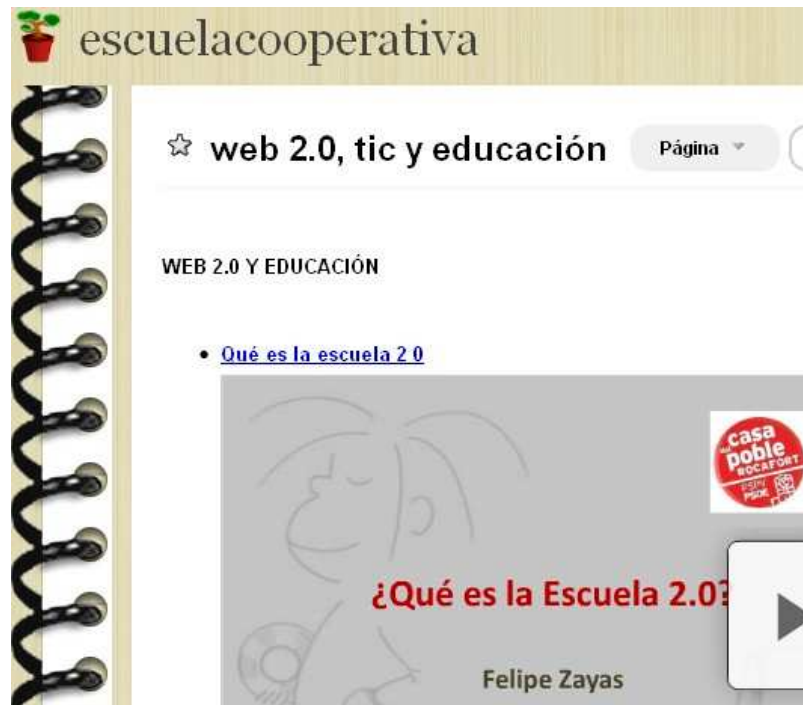 escuelacooperativa
web 2.0, tic y educación
Página
WEB 2.0 Y EDUCACIÓN
Qué es la escuela 2 0
casa
poble
ROCAFORT
PSPV
PSOE
¿Qué es la Escuela 2.0?
Felipe Zayas